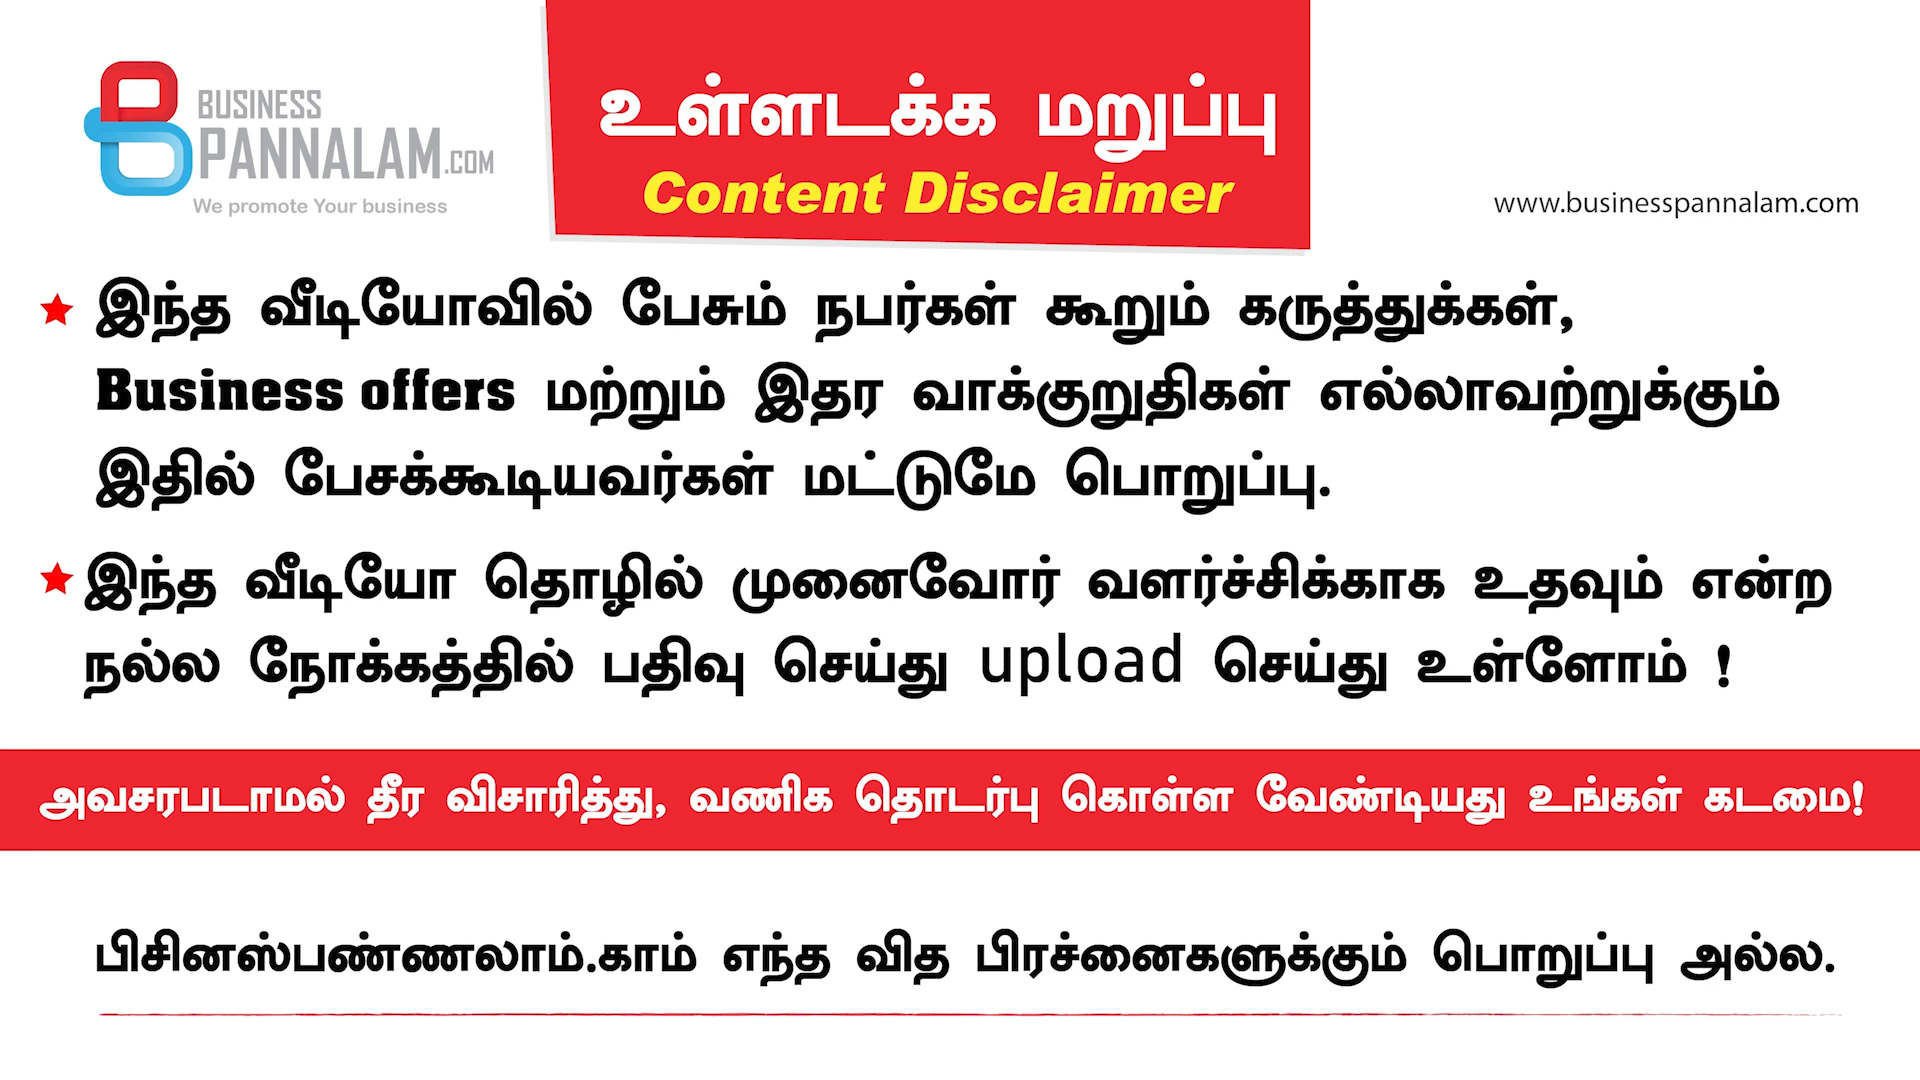 BUSINESS
PANNALAM.COM
We promote Your business
உள்ளடக்க மறுப்பு
Content Disclaimer
www.businesspannalam.com
இந்த வீடியோவில் பேசும் நபர்கள் கூறும் கருத்துக்கள்,
Business offers மற்றும் இதர வாக்குறுதிகள் எல்லாவற்றுக்கும்
இதில் பேசக்கூடியவர்கள் மட்டுமே பொறுப்பு.
இந்த வீடியோ தொழில் முனைவோர் வளர்ச்சிக்காக உதவும் என்ற
நல்ல நோக்கத்தில் பதிவு செய்து upload செய்து உள்ளோம் !
அவசரபடாமல் தீர விசாரித்து, வணிக தொடர்பு கொள்ள வேண்டியது உங்கள் கடமை!
பிசினஸ்பண்ணலாம்.காம் எந்த வித பிரச்னைகளுக்கும் பொறுப்பு அல்ல.